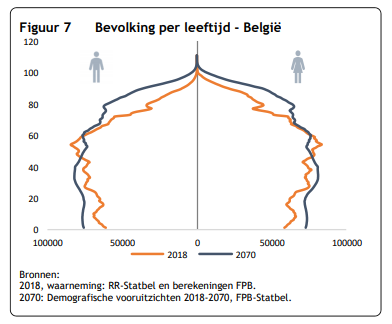 Figuur 7 Bevolking per leeftijd - België
120
100
80
60
40
20
0
100000 50000 0 50000 100000
2018 2070
Bronnen:
2018, waarneming: RR-Statbel en berekeningen FPB.
2070: Demografische vooruitzichten 2018-2070, FPB-Statbel.